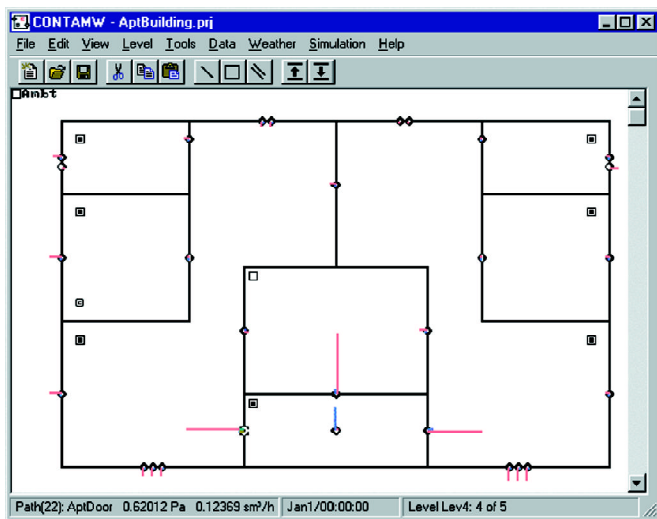 CONTAMW - AptBuilding.prj
File Edit View Level Tools Data Weather Simulation Help
Ambt
Path(22): AptDoor 0.62012 Pa 0.12369 sm³/h Jan1/00:00:00 Level Lev4: 4 of 5